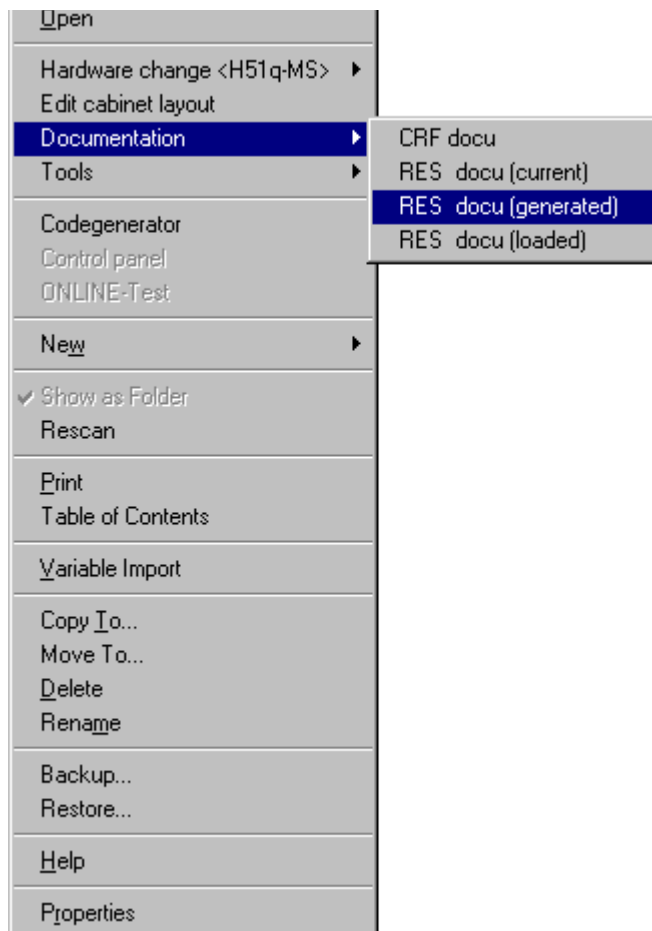 Open
Hardware change <H51q-MS>
Edit cabinet layout
Documentation
Tools
Codegenerator
Control panel
ONLINE-Test
New
Show as Folder
Rescan
Print
Table of Contents
Variable Import
Copy To...
Move To...
Delete
Rename
Backup...
Restore...
Help
Properties
CRF docu
RES docu (current)
RES docu (generated)
RES docu (loaded)